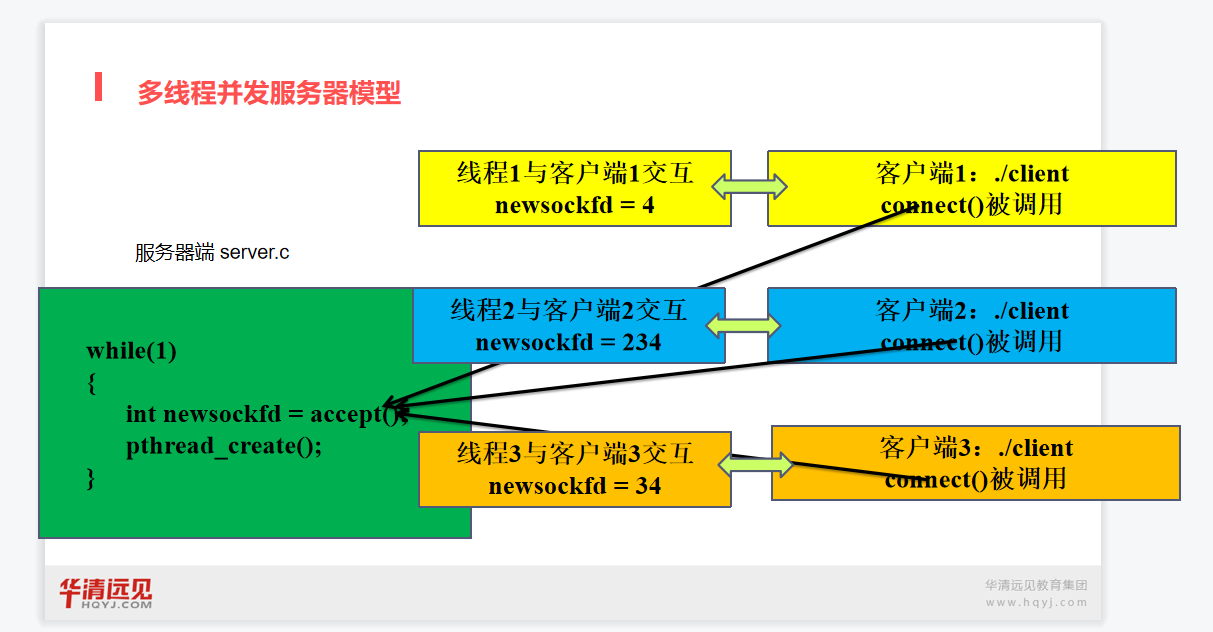 多线程并发服务器模型
线程1与客户端1交互
newsockfd = 4
客户端1：./client
connect()被调用
服务器端 server.c
线程2与客户端2交互
newsockfd = 234
客户端2：./client
connect()被调用
while(1)
{
int newsockfd = accept();
pthread_create();
}
线程3与客户端3交互
newsockfd = 34
客户端3：./client
connect()被调用
华清远见
HQYJ.COM
华清远见教育集团
www.hqyj.com